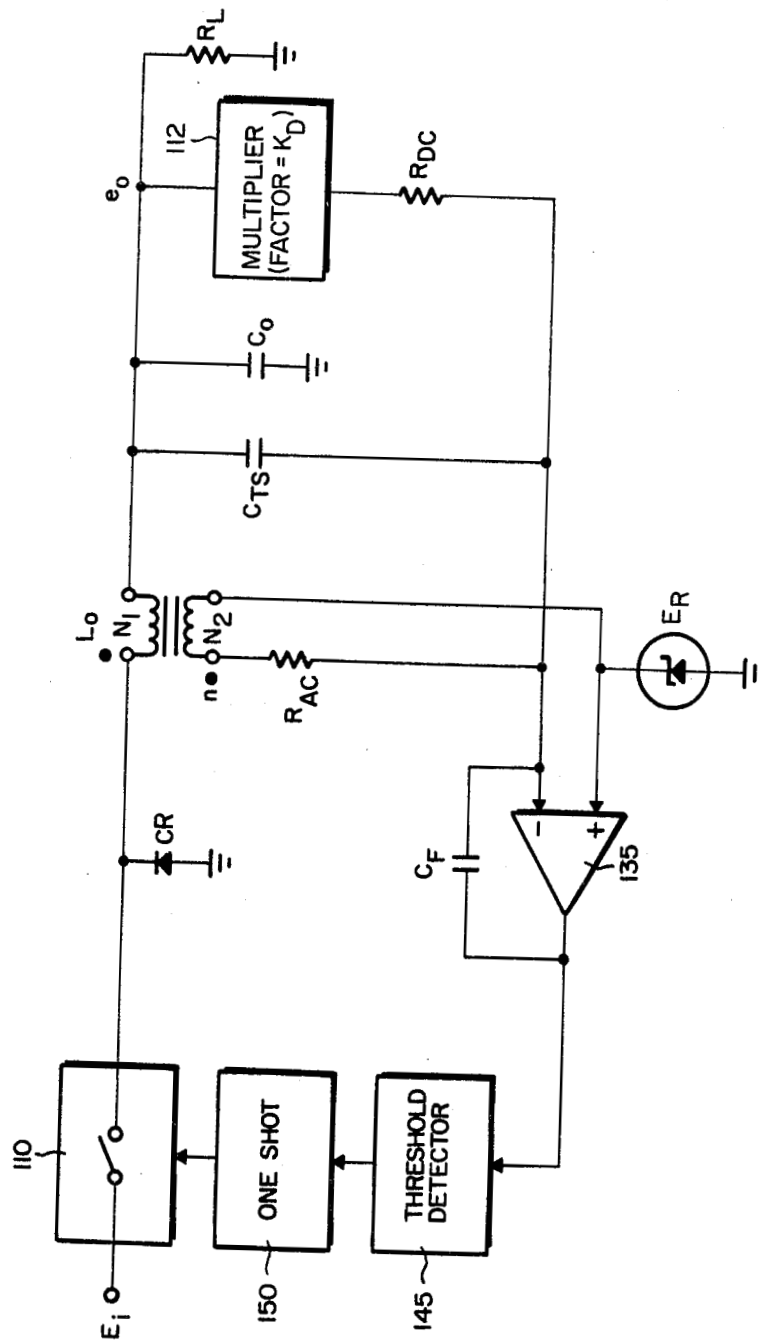 E_i
110
150
ONE SHOT
145
THRESHOLD
DETECTOR
CR
L_O
N_1
N_2
n
R_AC
C_F
135
−
+
E_R
C_TS
C_O
e_O
112
MULTIPLIER
(FACTOR = K_D)
R_DC
R_L